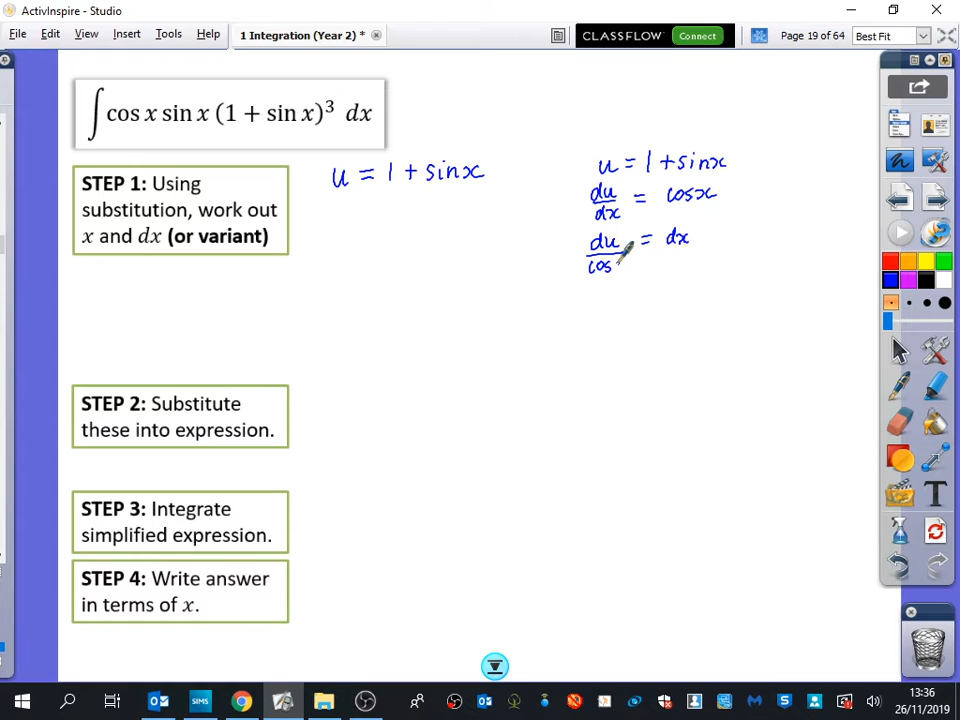 ActivInspire - Studio
File Edit View Insert Tools Help
1 Integration (Year 2) *
CLASSFLOW Connect
Page 19 of 64
Best Fit
∫ cos x sin x (1 + sin x)³ dx
STEP 1: Using
substitution, work out
x and dx (or variant)
u = 1 + sinx
u = 1 + sinx
du/dx = cosx
du/cos = dx
STEP 2: Substitute
these into expression.
STEP 3: Integrate
simplified expression.
STEP 4: Write answer
in terms of x.
T
SIMS
13:36
26/11/2019